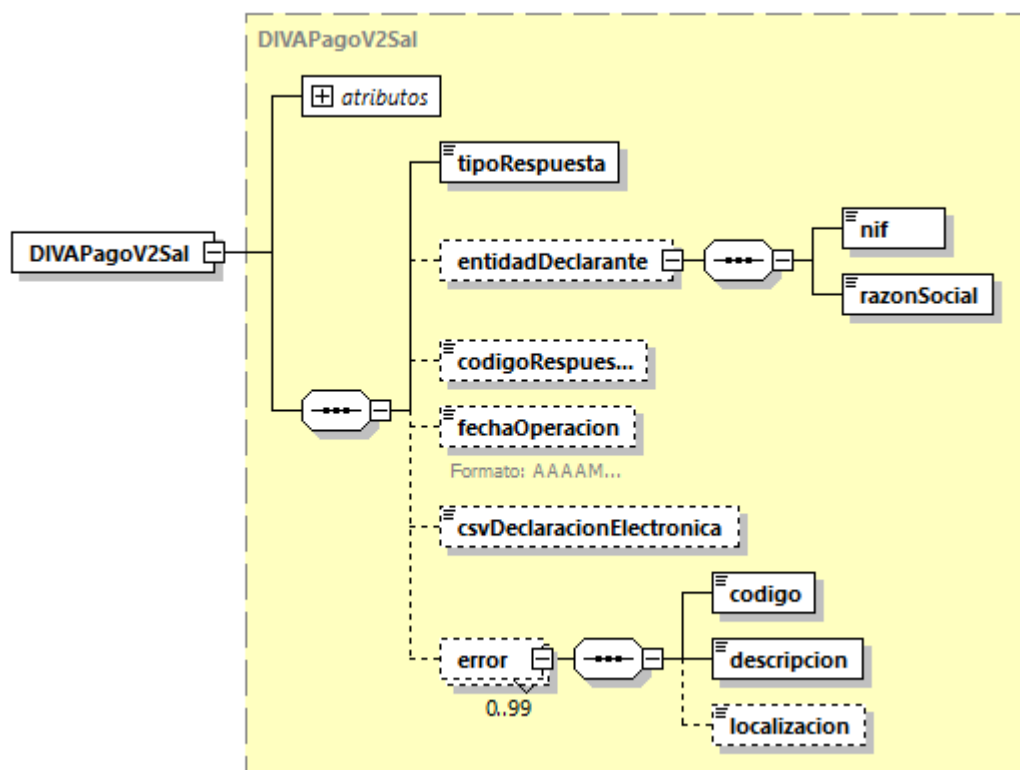 DIVAPagoV2Sal
atributos
tipoRespuesta
DIVAPagoV2Sal
entidadDeclarante
nif
razonSocial
codigoRespues...
fechaOperacion
Formato: AAAAM...
csvDeclaracionElectronica
error
0..99
codigo
descripcion
localizacion